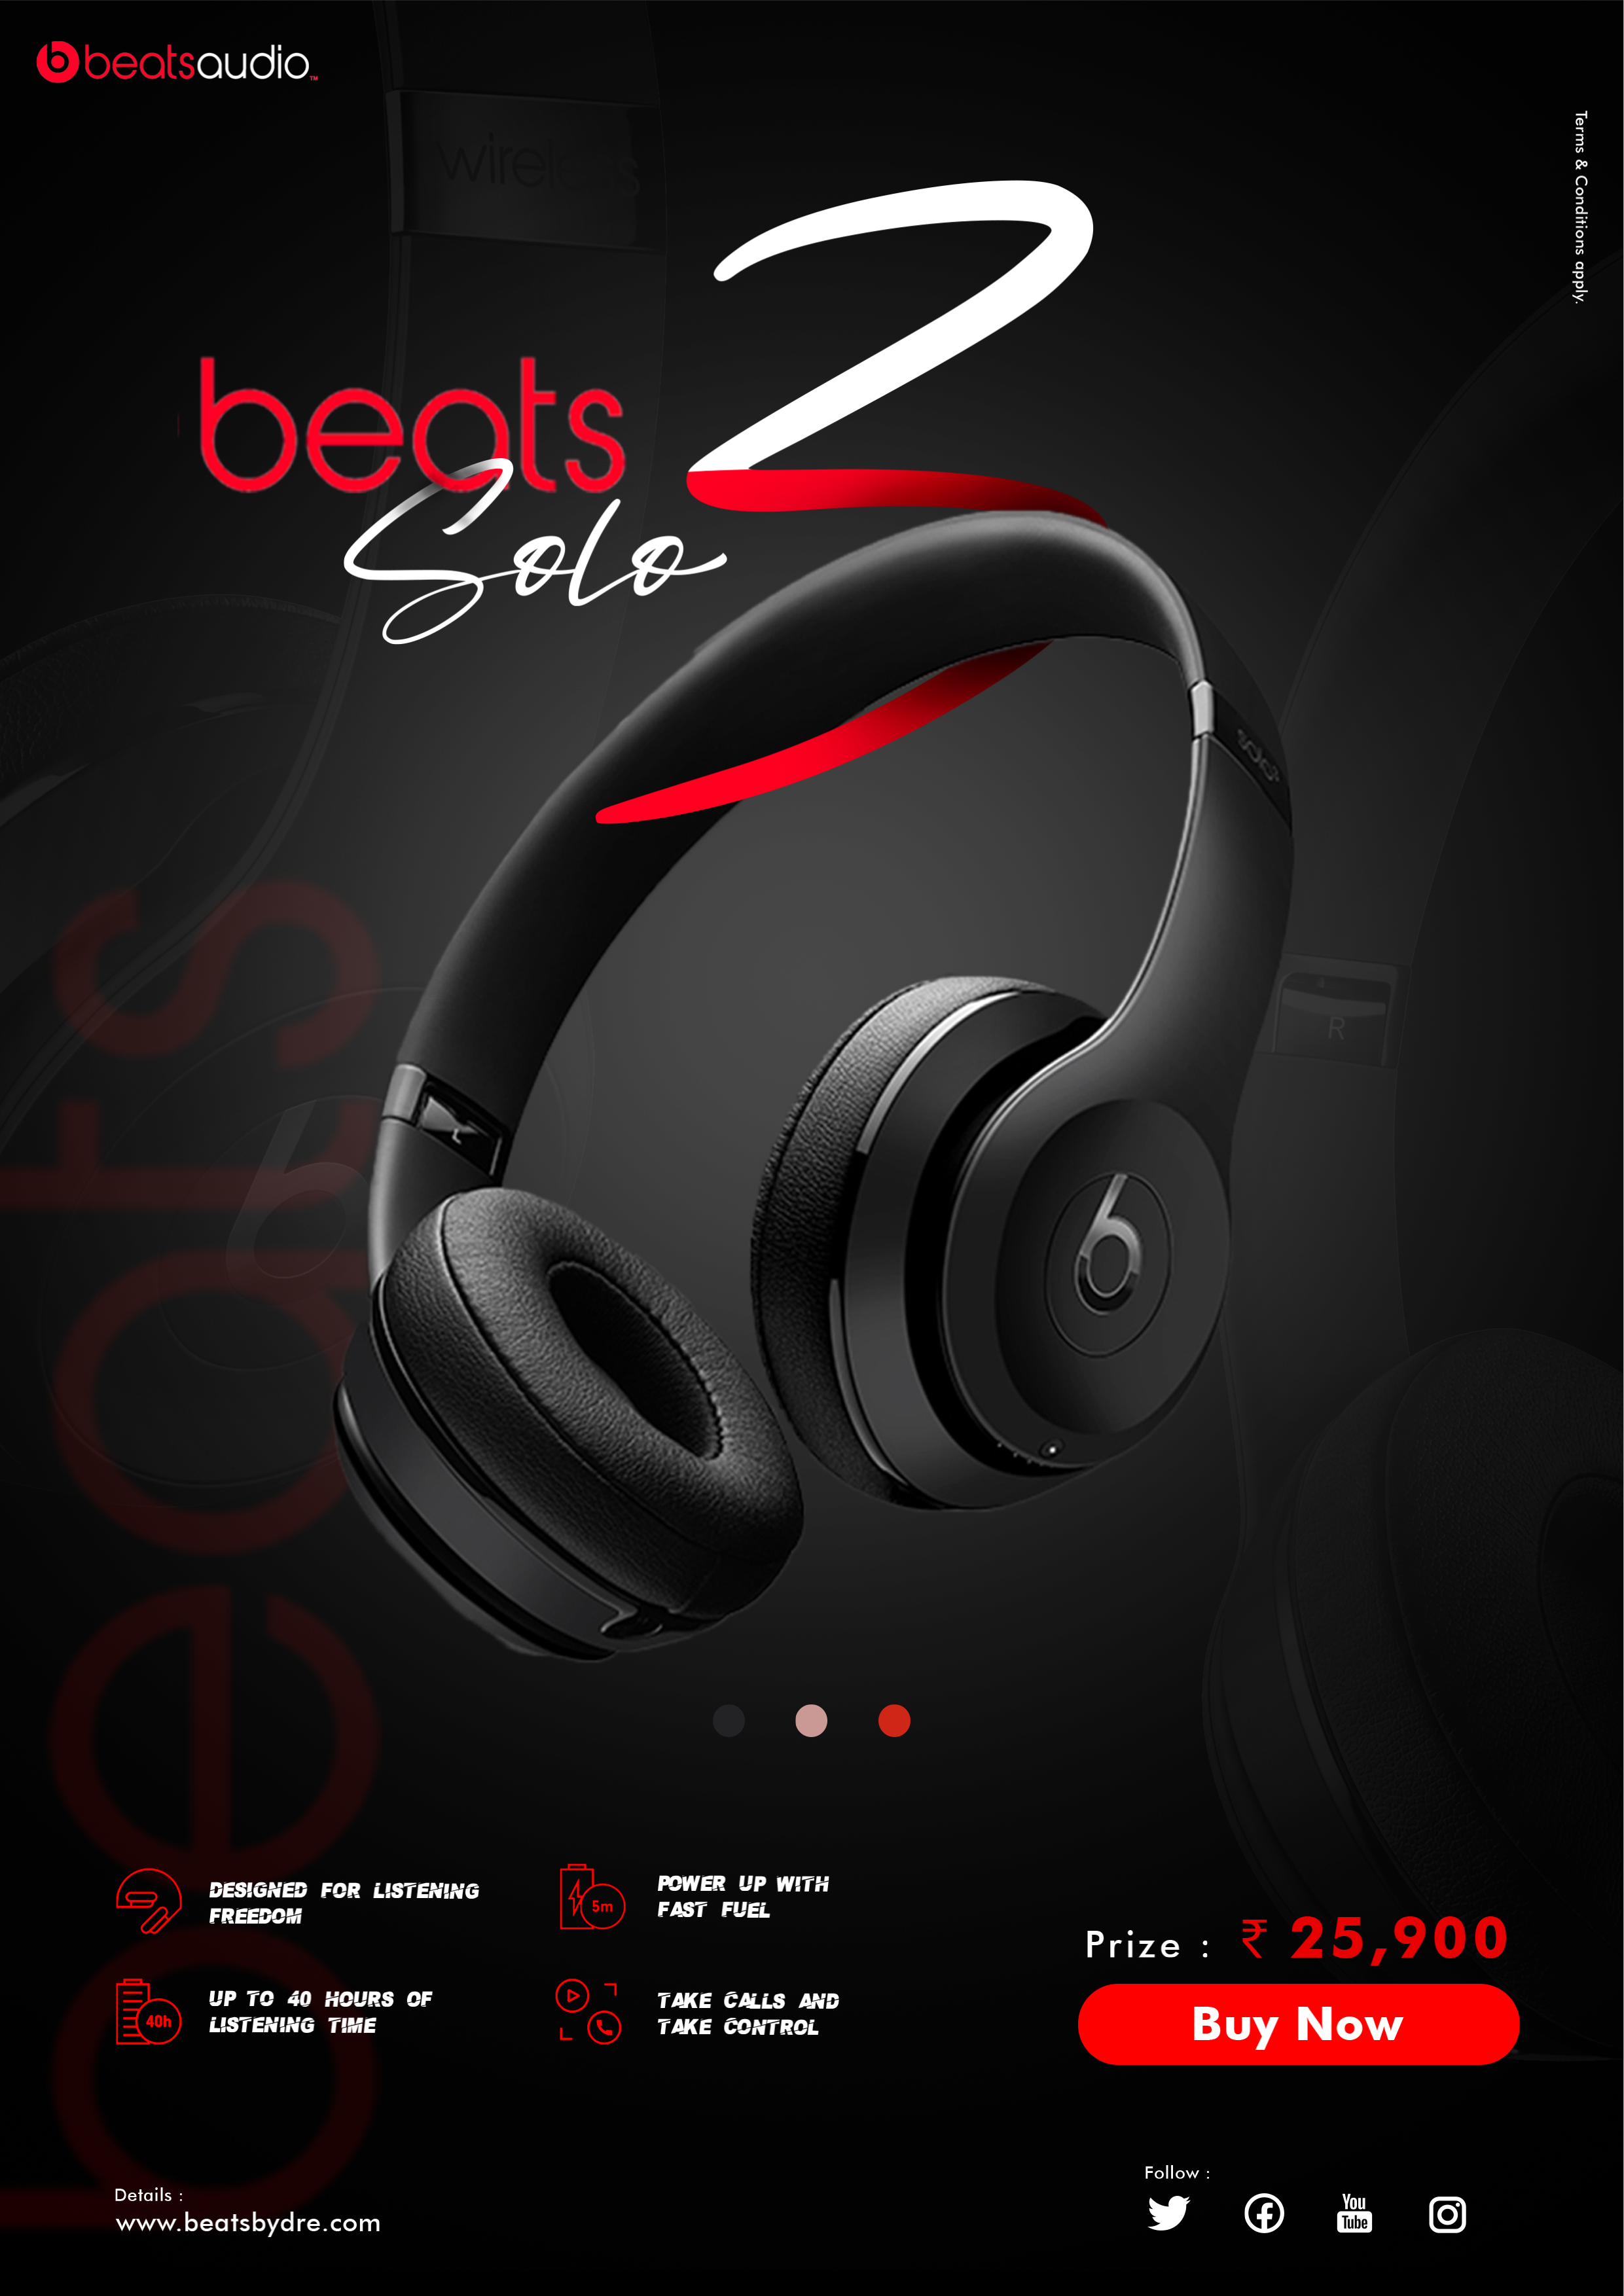 beatsaudio™
Terms & Conditions apply.
wireless
3
beats
Solo
solo
R
L
beats
DESIGNED FOR LISTENING
FREEDOM
5m
POWER UP WITH
FAST FUEL
40h
UP TO 40 HOURS OF
LISTENING TIME
TAKE CALLS AND
TAKE CONTROL
Prize : ₹ 25,900
Buy Now
Details :
www.beatsbydre.com
Follow :
You
Tube